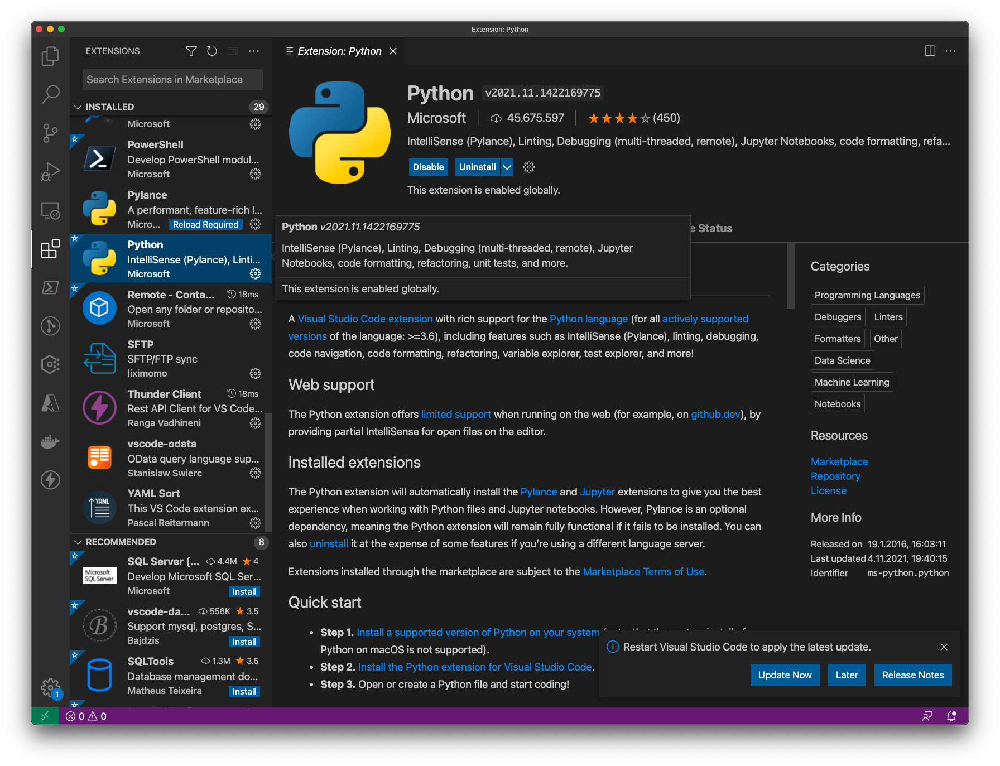 Extension: Python
EXTENSIONS
Search Extensions in Marketplace
INSTALLED 29
Microsoft
PowerShell
Develop PowerShell modul...
Microsoft
Pylance
A performant, feature-rich l...
Micro... Reload Required
Python
IntelliSense (Pylance), Linti...
Microsoft
Remote - Conta... 18ms
Open any folder or reposito...
Microsoft
SFTP
SFTP/FTP sync
liximomo
Thunder Client 18ms
Rest API Client for VS Code...
Ranga Vadhineni
vscode-odata
OData query language sup...
Stanislaw Swierc
YAML
YAML Sort
This VS Code extension ex...
Pascal Reitermann
RECOMMENDED 8
Microsoft
SQL Server
SQL Server (... 4.4M ★ 4
Develop Microsoft SQL Ser...
Microsoft Install
B
vscode-da... 556K ★ 3.5
Support mysql, postgres, S...
Bajdzis Install
SQLTools 1.3M ★ 3.5
Database management do...
Matheus Teixeira Install
1
0 0
Extension: Python
Python v2021.11.1422169775
Microsoft 45.675.597 ★★★★☆ (450)
IntelliSense (Pylance), Linting, Debugging (multi-threaded, remote), Jupyter Notebooks, code formatting, refa...
Disable Uninstall
This extension is enabled globally.
Python v2021.11.1422169775
IntelliSense (Pylance), Linting, Debugging (multi-threaded, remote), Jupyter
Notebooks, code formatting, refactoring, unit tests, and more.
This extension is enabled globally.
e Status
A Visual Studio Code extension with rich support for the Python language (for all actively supported
versions of the language: >=3.6), including features such as IntelliSense (Pylance), linting, debugging,
code navigation, code formatting, refactoring, variable explorer, test explorer, and more!
Web support
The Python extension offers limited support when running on the web (for example, on github.dev), by
providing partial IntelliSense for open files on the editor.
Installed extensions
The Python extension will automatically install the Pylance and Jupyter extensions to give you the best
experience when working with Python files and Jupyter notebooks. However, Pylance is an optional
dependency, meaning the Python extension will remain fully functional if it fails to be installed. You can
also uninstall it at the expense of some features if you’re using a different language server.
Extensions installed through the marketplace are subject to the Marketplace Terms of Use.
Quick start
• Step 1. Install a supported version of Python on your system
Python on macOS is not supported).
• Step 2. Install the Python extension for Visual Studio Code.
• Step 3. Open or create a Python file and start coding!
Categories
Programming Languages
Debuggers Linters
Formatters Other
Data Science
Machine Learning
Notebooks
Resources
Marketplace
Repository
License
More Info
Released on 19.1.2016, 16:03:11
Last updated 4.11.2021, 19:40:15
Identifier ms-python.python
Restart Visual Studio Code to apply the latest update.
Update Now Later Release Notes